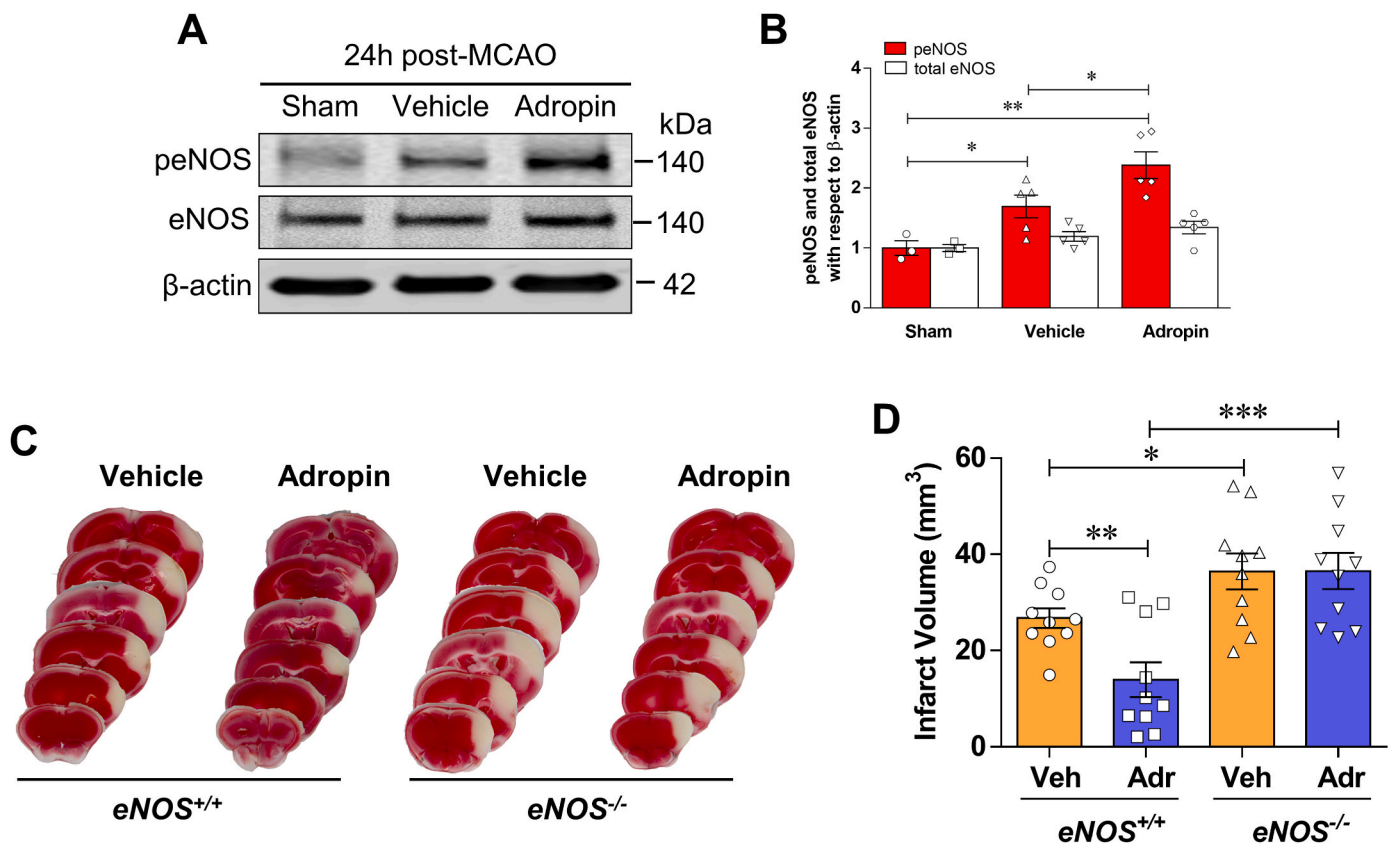 A
24h post-MCAO
Sham Vehicle Adropin
kDa
peNOS
140
eNOS
140
β-actin
42
B
peNOS
total eNOS
peNOS and total eNOS
with respect to β-actin
4
3
2
1
0
*
**
*
Sham Vehicle Adropin
C
Vehicle Adropin Vehicle Adropin
eNOS+/+ eNOS-/-
D
Infarct Volume (mm3)
60
40
20
0
***
*
**
Veh Adr Veh Adr
eNOS+/+ eNOS-/-